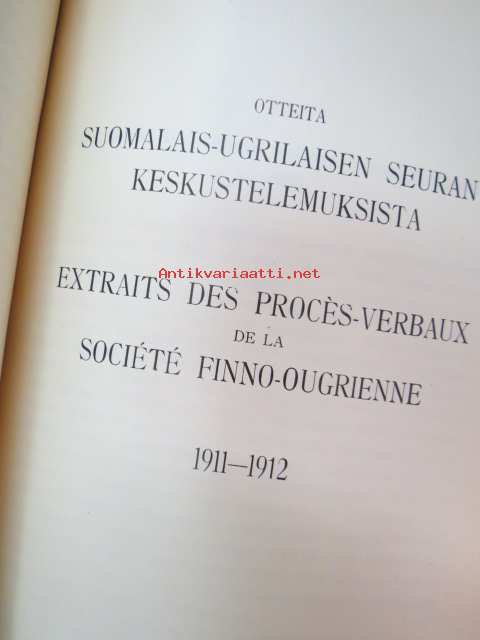 OTTEITA
SUOMALAIS-UGRILAISEN SEURAN
KESKUSTELEMUKSISTA
Antikvariaatti.net
EXTRAITS DES PROCÈS-VERBAUX
DE LA
SOCIÉTÉ FINNO-OUGRIENNE
1911—1912